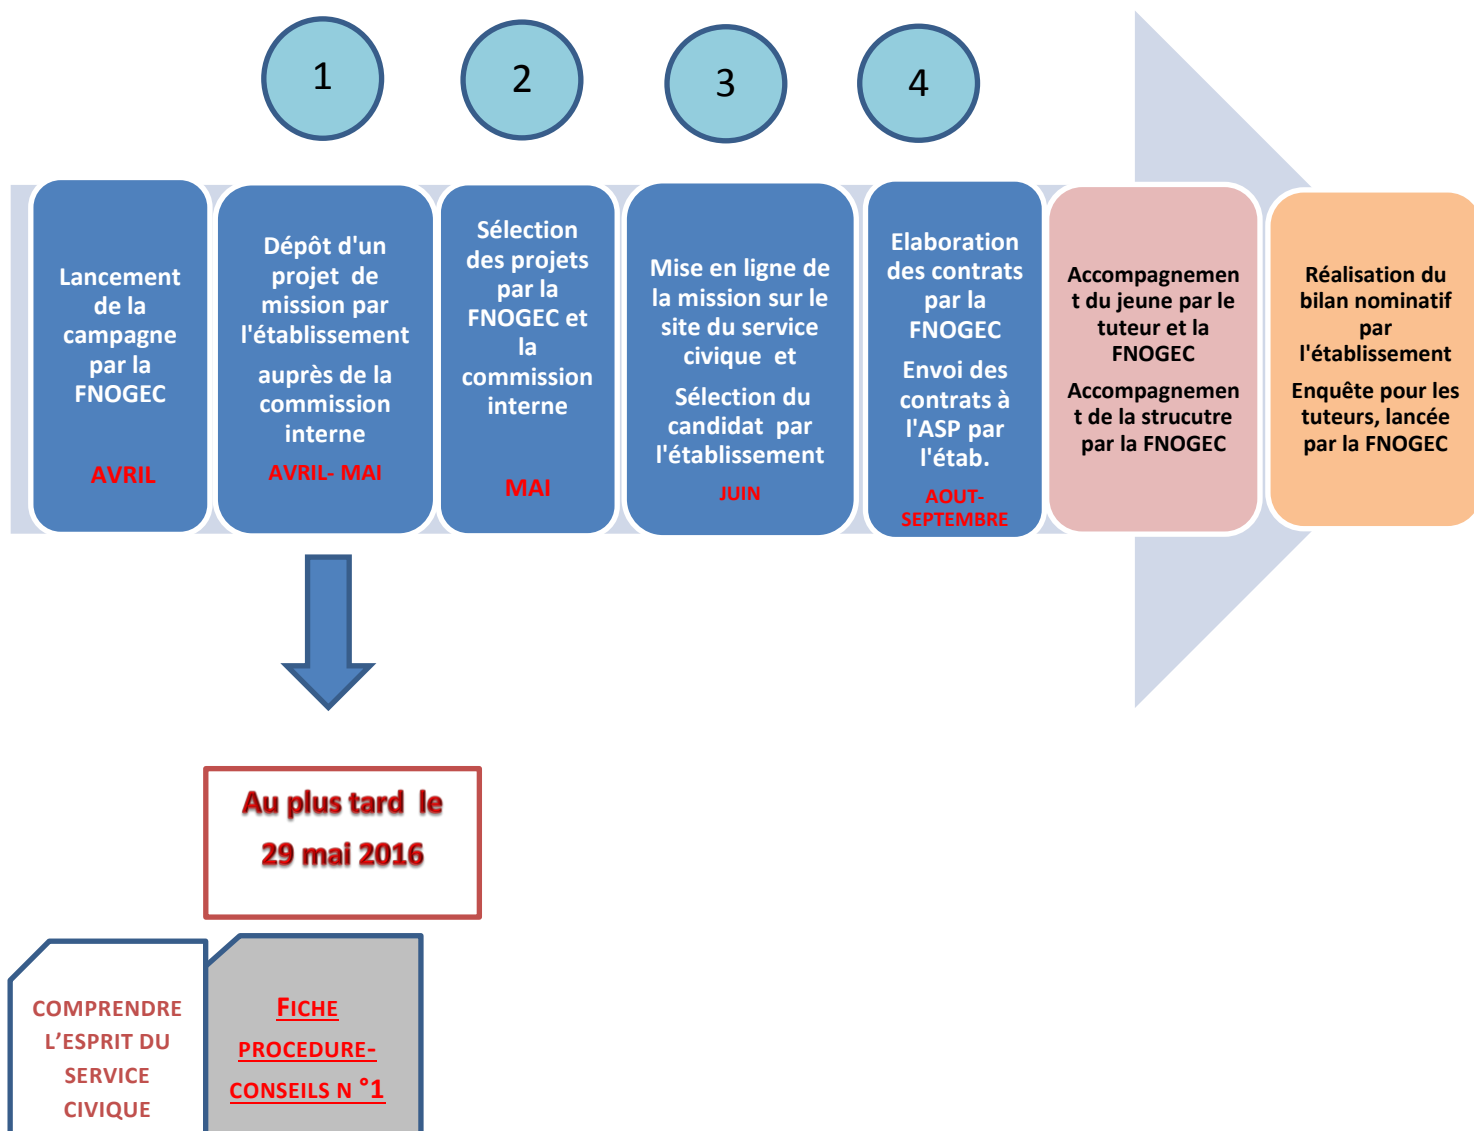 1
2
3
4
Lancement
de la
campagne
par la
FNOGEC
AVRIL
Dépôt d'un
projet de
mission par
l'établissement
auprès de la
commission
interne
AVRIL- MAI
Sélection
des projets
par la
FNOGEC et
la
commission
interne
MAI
Mise en ligne de
la mission sur le
site du service
civique et
Sélection du
candidat par
l'établissement
JUIN
Elaboration
des contrats
par la
FNOGEC
Envoi des
contrats à
l'ASP par
l'étab.
AOUT-
SEPTEMBRE
Accompagnemen
t du jeune par le
tuteur et la
FNOGEC
Accompagnemen
t de la strucutre
par la FNOGEC
Réalisation du
bilan nominatif
par
l'établissement
Enquête pour les
tuteurs, lancée
par la FNOGEC
Au plus tard le
29 mai 2016
COMPRENDRE
L’ESPRIT DU
SERVICE
CIVIQUE
FICHE
PROCEDURE-
CONSEILS N °1